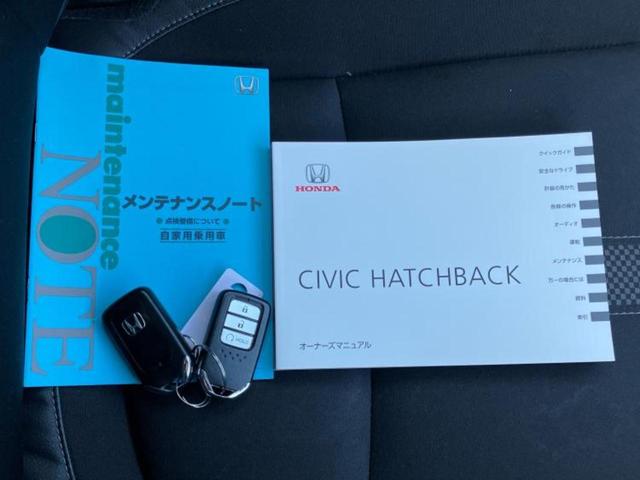 maintenance
NOTE
メンテナンスノート
※ 点検整備について ※
自家用乗用車
HOLD
HONDA
CIVIC HATCHBACK
オーナーズマニュアル
クイックガイド
安全なドライブ
計器の見かた
各部の操作
オーディオ
運転
メンテナンス
万一の場合には
資料
索引